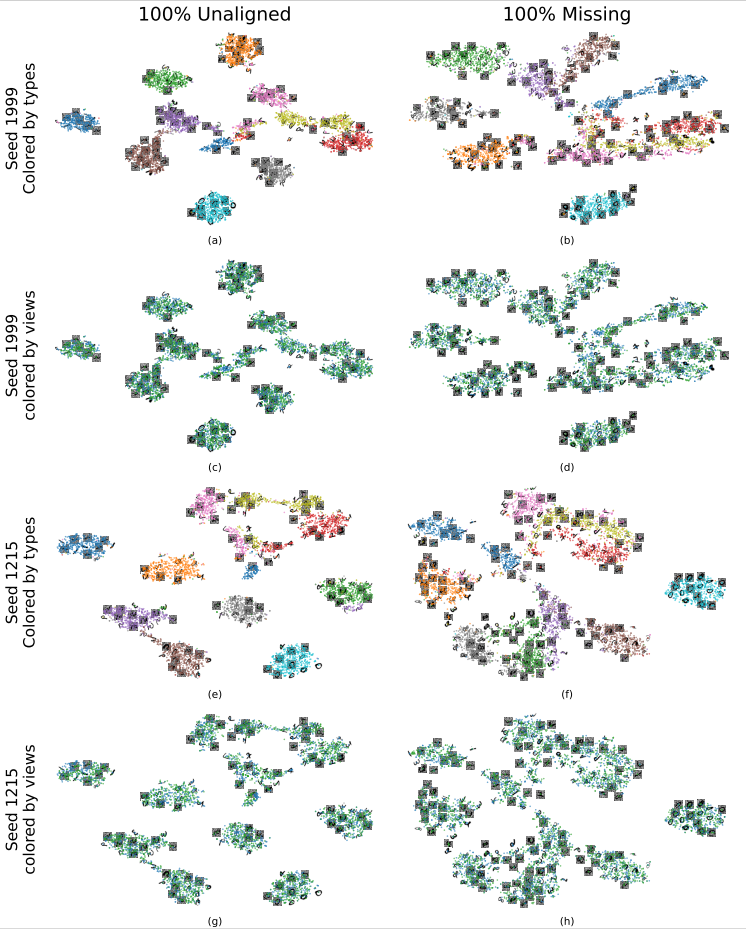 100% Unaligned
100% Missing
Seed 1999
Colored by types
(a)
(b)
Seed 1999
colored by views
(c)
(d)
Seed 1215
Colored by types
(e)
(f)
Seed 1215
colored by views
(g)
(h)